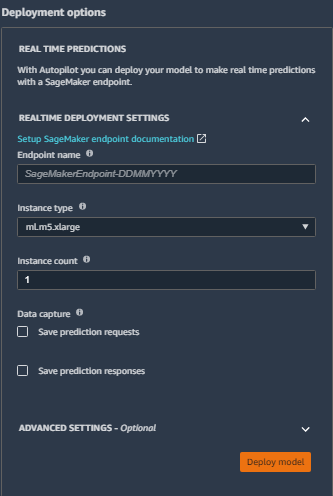 Deployment options
REAL TIME PREDICTIONS
With Autopilot you can deploy your model to make real time predictions
with a SageMaker endpoint.
REALTIME DEPLOYMENT SETTINGS
Setup SageMaker endpoint documentation
Endpoint name
SageMakerEndpoint-DDMMYYYY
Instance type
ml.m5.xlarge
Instance count
1
Data capture
Save prediction requests
Save prediction responses
ADVANCED SETTINGS - Optional
Deploy model